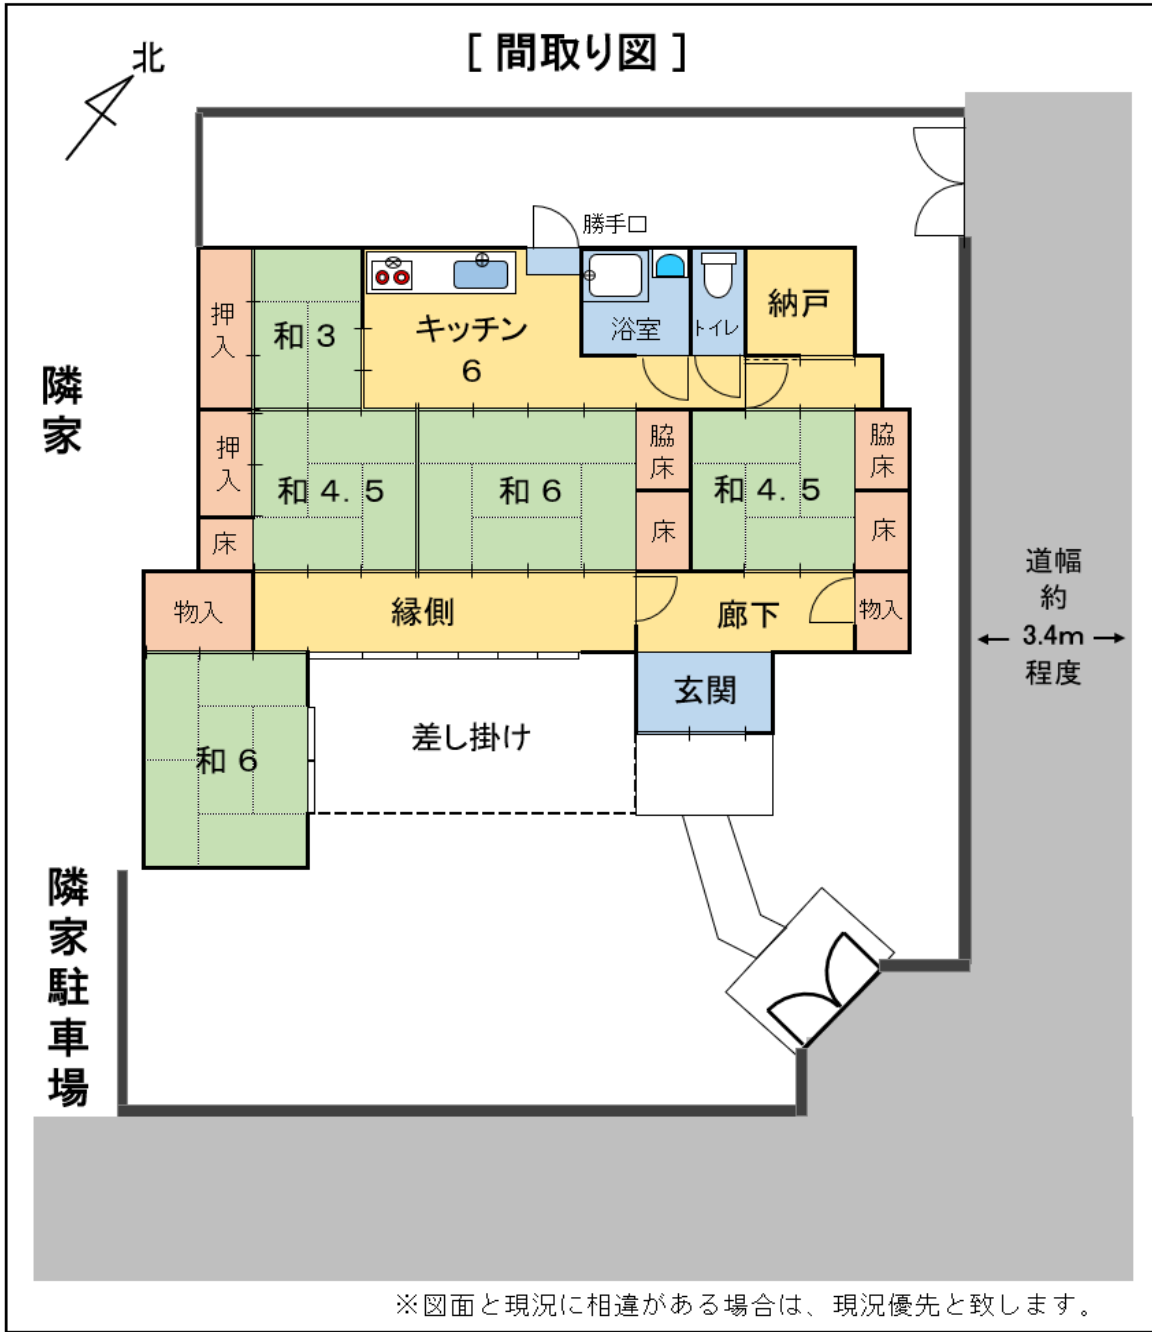 [ 間取り図 ]
北
勝手口
押入
和 3
キッチン
6
浴室
トイレ
納戸
隣家
押入
和 4. 5
和 6
脇床
和 4. 5
脇床
床
床
床
物入
縁側
廊下
物入
道幅
約
3.4m
程度
玄関
差し掛け
和 6
隣家駐車場
※図面と現況に相違がある場合は、現況優先と致します。